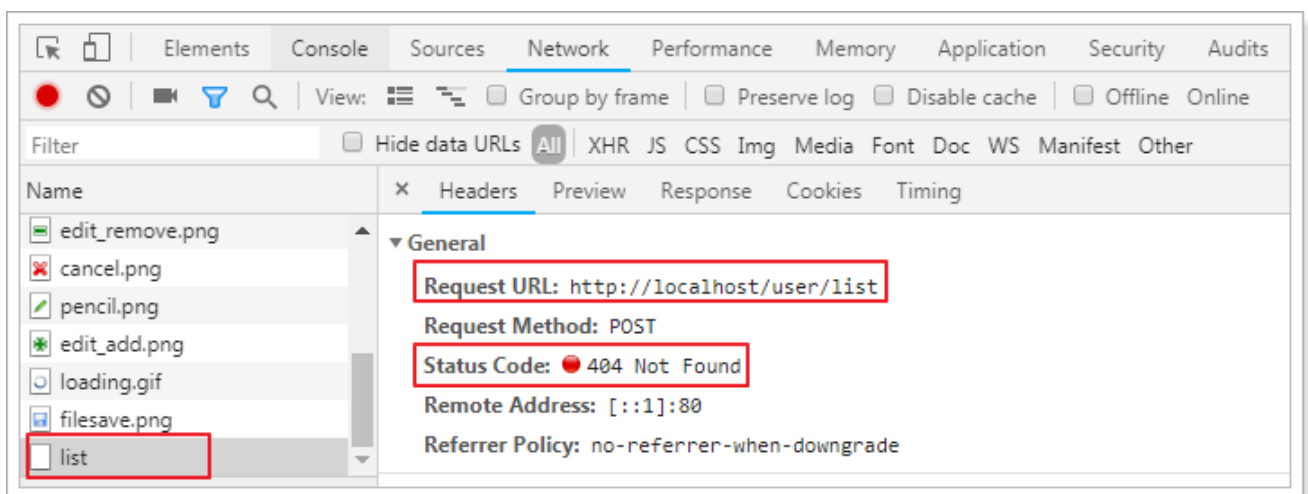 Elements Console Sources Network Performance Memory Application Security Audits
View: Group by frame Preserve log Disable cache Offline Online
Filter Hide data URLs All XHR JS CSS Img Media Font Doc WS Manifest Other
Name × Headers Preview Response Cookies Timing
edit_remove.png
cancel.png
pencil.png
edit_add.png
loading.gif
filesave.png
list
▼ General
Request URL: http://localhost/user/list
Request Method: POST
Status Code: 404 Not Found
Remote Address: [::1]:80
Referrer Policy: no-referrer-when-downgrade